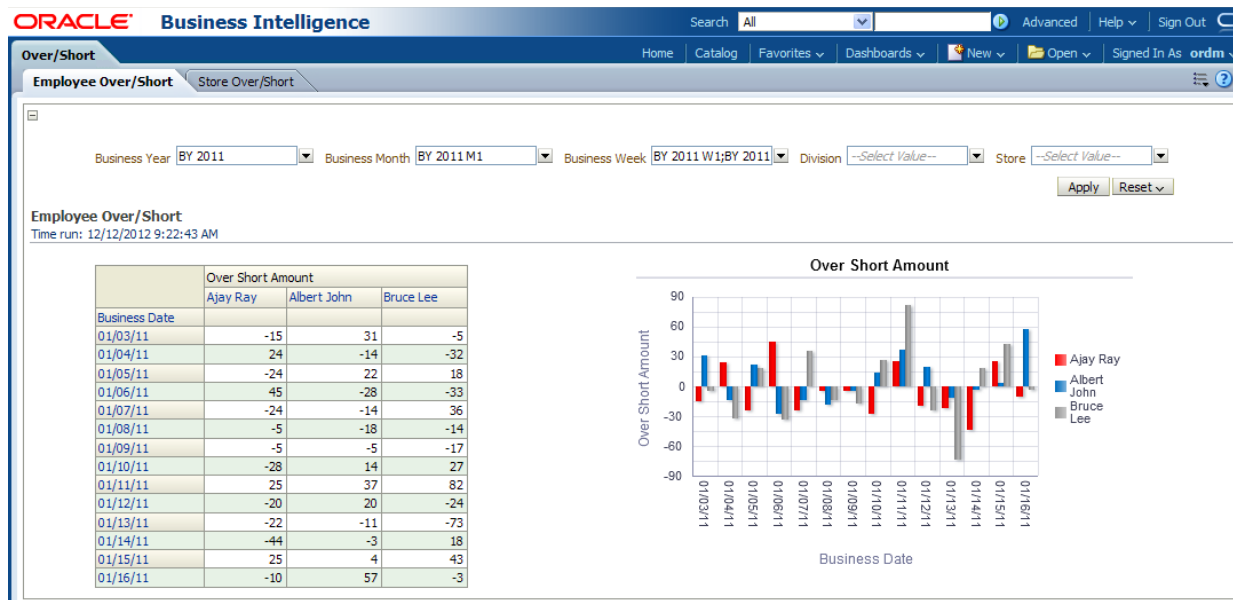 ORACLE Business Intelligence Search All Advanced Help Sign Out
Over/Short Home Catalog Favorites Dashboards New Open Signed In As ordm
Employee Over/Short Store Over/Short
Business Year BY 2011 Business Month BY 2011 M1 Business Week BY 2011 W1;BY 2011 Division --Select Value-- Store --Select Value--
Apply Reset
Employee Over/Short
Time run: 12/12/2012 9:22:43 AM
Over Short Amount
Ajay Ray Albert John Bruce Lee
Business Date
01/03/11 -15 31 -5
01/04/11 24 -14 -32
01/05/11 -24 22 18
01/06/11 45 -28 -33
01/07/11 -24 -14 36
01/08/11 -5 -18 -14
01/09/11 -5 -5 -17
01/10/11 -28 14 27
01/11/11 25 37 82
01/12/11 -20 20 -24
01/13/11 -22 -11 -73
01/14/11 -44 -3 18
01/15/11 25 4 43
01/16/11 -10 57 -3
Over Short Amount
Over Short Amount
90
60
30
0
-30
-60
-90
01/03/11 01/04/11 01/05/11 01/06/11 01/07/11 01/08/11 01/09/11 01/10/11 01/11/11 01/12/11 01/13/11 01/14/11 01/15/11 01/16/11
Business Date
Ajay Ray
Albert
John
Bruce
Lee